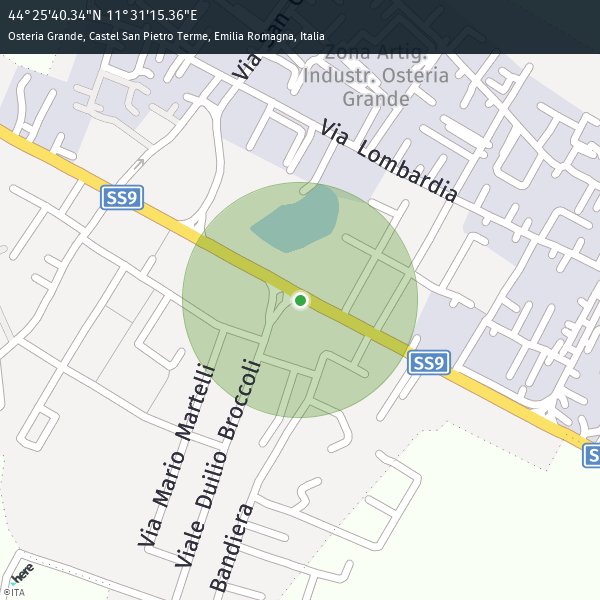 44°25'40.34"N 11°31'15.36"E
Osteria Grande, Castel San Pietro Terme, Emilia Romagna, Italia
Via San
Zona Artig.
Industr. Osteria
Grande
Via Lombardia
SS9
SS9
Via Mario Martelli
Viale Duilio Broccoli
Bandiera
here
©ITA